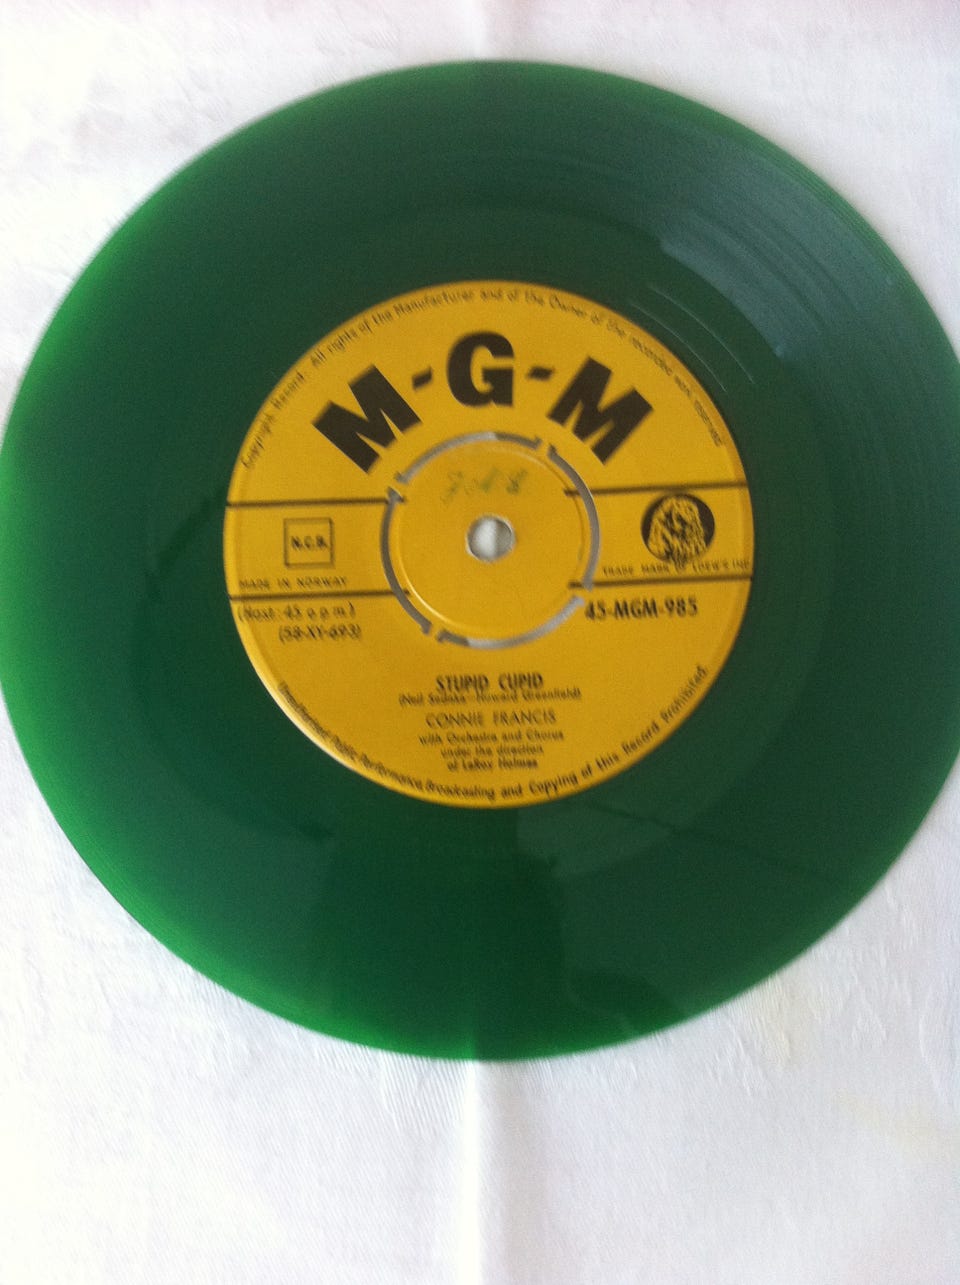 Copyright Record. All rights of the Manufacturer and of the Owner of the recorded work reserved
M-G-M
N.C.B.
MADE IN NORWAY
TRADE MARK OF LOEW'S INC
45 o.p.m.)
(58-XY-693)
45-MGM-985
STUPID CUPID
(Neil Sedaka—Howard Greenfield)
CONNIE FRANCIS
with Orchestra and Chorus
under the direction
of LeRoy Holmes
Unauthorised Public Performance, Broadcasting and Copying of this Record Prohibited.